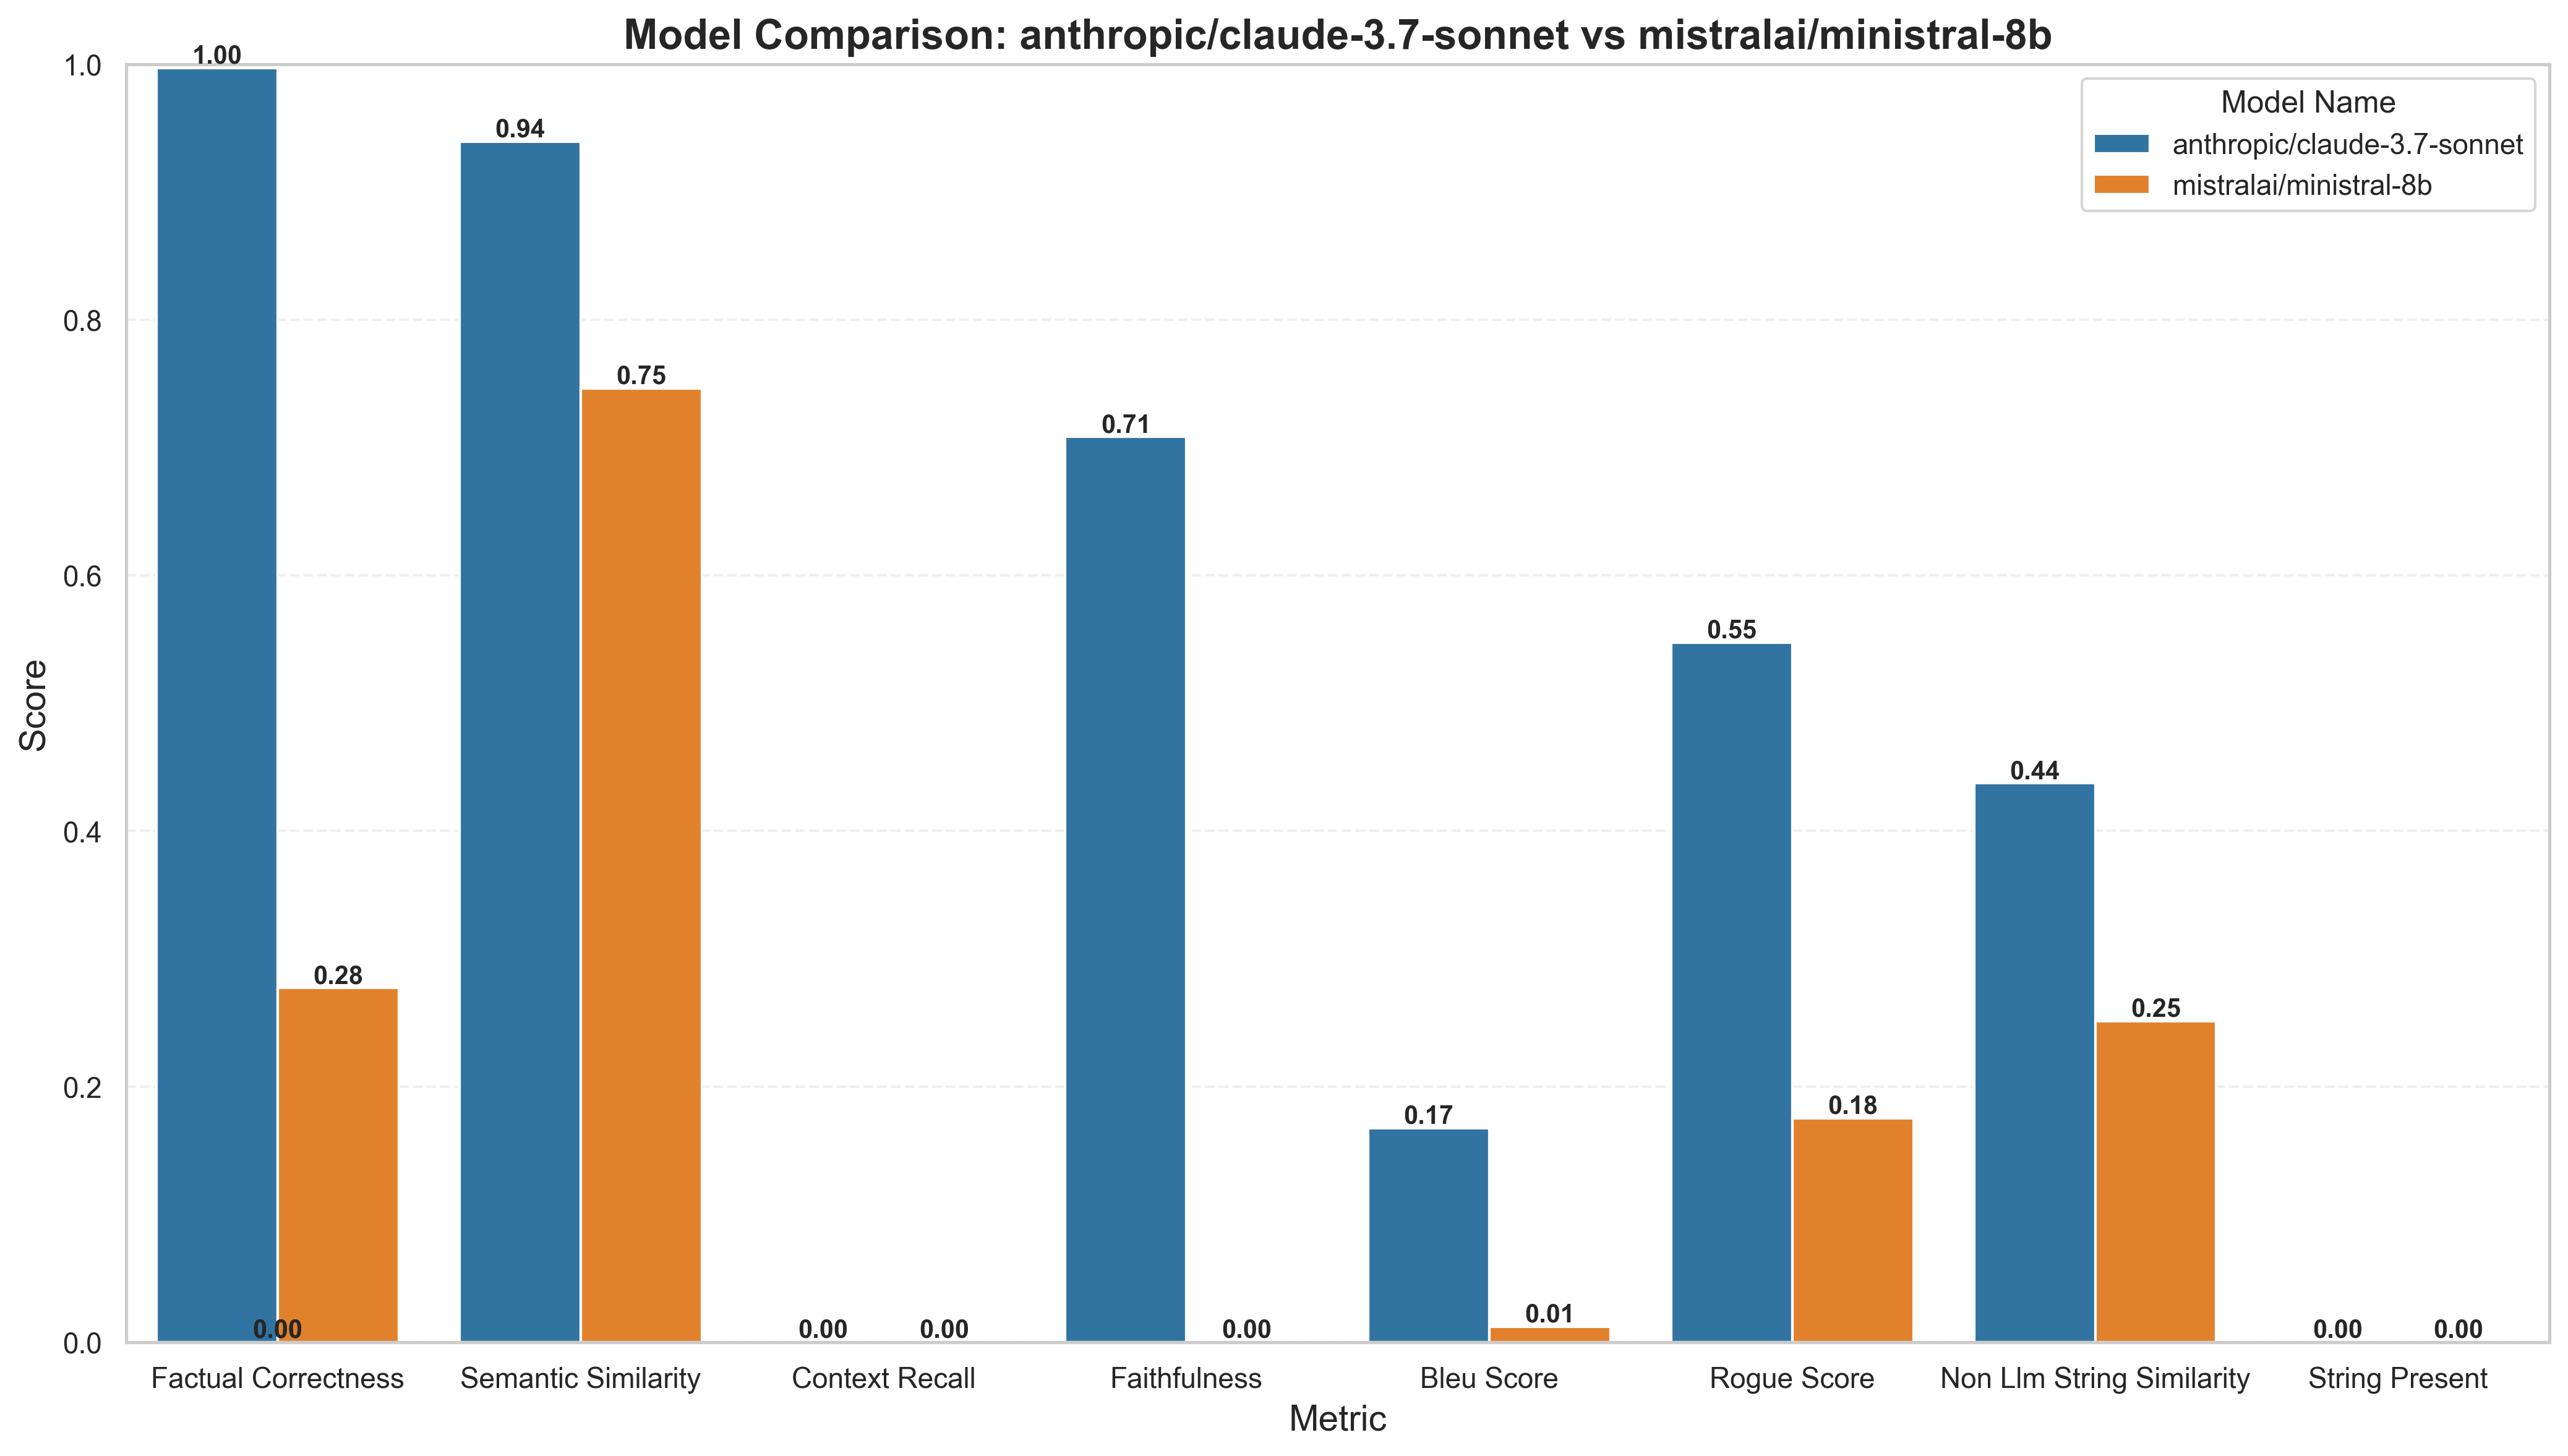 Model Comparison: anthropic/claude-3.7-sonnet vs mistralai/ministral-8b
Model Name
anthropic/claude-3.7-sonnet
mistralai/ministral-8b
Score
1.0
0.8
0.6
0.4
0.2
0.0
1.00
0.28
0.00
0.94
0.75
0.00
0.00
0.71
0.00
0.17
0.01
0.55
0.18
0.44
0.25
0.00
0.00
Factual Correctness
Semantic Similarity
Context Recall
Faithfulness
Bleu Score
Rogue Score
Non Llm String Similarity
String Present
Metric